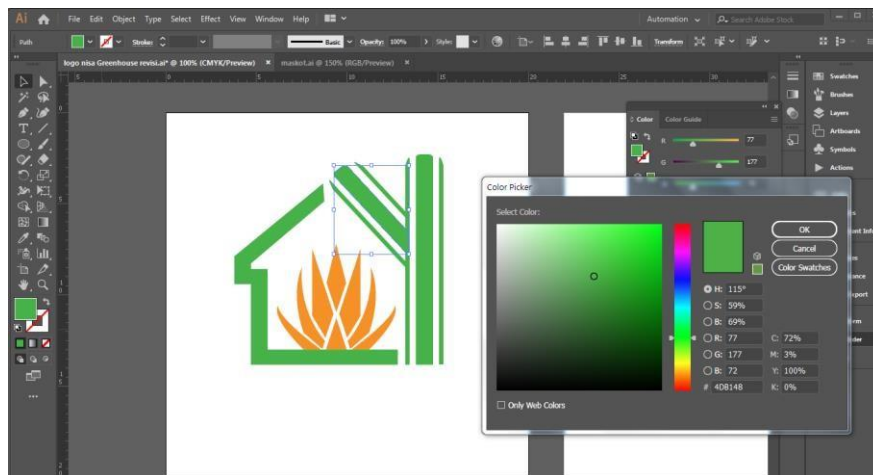 Ai File Edit Object Type Select Effect View Window Help Automation Search Adobe Stock
Path Stroke: Basic Opacity: 100% Style: Transform
logo nisa Greenhouse revisi.ai* @ 100% (CMYK/Preview) × maskot.ai @ 150% (RGB/Preview) ×
Swatches
Brushes
Layers
Artboards
Symbols
Actions
Color Color Guide
R 77
G 177
Color Picker
Select Color:
OK
Cancel
Color Swatches
H: 115°
S: 59%
B: 69%
R: 77 C: 72%
G: 177 M: 3%
B: 72 Y: 100%
# 4DB148 K: 0%
Only Web Colors